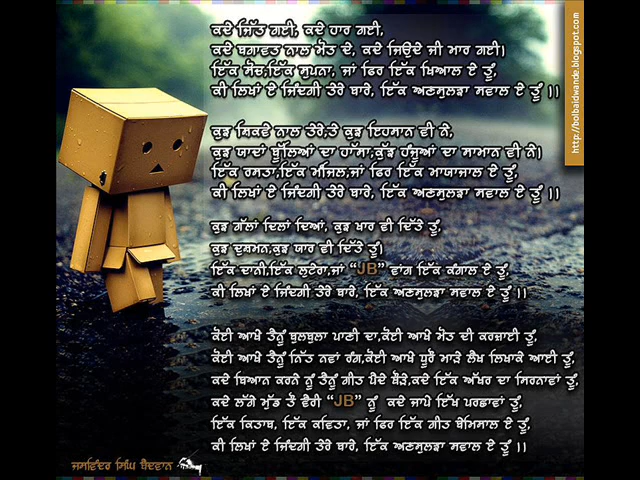 ਕਦੇ ਜਿੱਤ ਗਈ, ਕਦੇ ਹਾਰ ਗਈ,
ਕਦੇ ਬਗਾਵਤ ਨਾਲ ਮੌਤ ਦੇ, ਕਦੇ ਜਿਉਦੇ ਜੀ ਮਾਰ ਗਈ।
ਇੱਕ ਸੋਚ,ਇੱਕ ਸੁਪਨਾ, ਜਾਂ ਫਿਰ ਇੱਕ ਖਿਆਲ ਏ ਤੂੰ,
ਕੀ ਲਿਖਾਂ ਏ ਜਿੰਦਗੀ ਤੇਰੇ ਬਾਰੇ, ਇੱਕ ਅਣਸੁਲਝਾ ਸਵਾਲ ਏ ਤੂੰ ।।
ਕੁਝ ਸ਼ਿਕਵੇ ਨਾਲ ਤੇਰੇ,ਤੇ ਕੁਝ ਇਹਸਾਨ ਵੀ ਨੇ,
ਕੁਝ ਯਾਦਾਂ ਬੁੱਲਿਆਂ ਦਾ ਹਾੱਸਾ,ਕੁੱਝ ਹੰਜੂਆਂ ਦਾ ਸਾਮਾਨ ਵੀ ਨੇ।
ਇੱਕ ਰਸਤਾ,ਇੱਕ ਮੰਜਿਲ,ਜਾਂ ਫਿਰ ਇੱਕ ਮਾਯਾਜਾਲ ਏ ਤੂੰ,
ਕੀ ਲਿਖਾਂ ਏ ਜਿੰਦਗੀ ਤੇਰੇ ਬਾਰੇ, ਇੱਕ ਅਣਸੁਲਝਾ ਸਵਾਲ ਏ ਤੂੰ ।।
ਕੁਝ ਗੱਲਾਂ ਦਿਲਾਂ ਦਿਆਂ, ਕੁਝ ਖਾਰ ਵੀ ਦਿੱਤੇ ਤੂੰ,
ਕੁਝ ਦੁਸ਼ਮਨ,ਕੁਝ ਯਾਰ ਵੀ ਦਿੱਤੇ ਤੂੰ।
ਇੱਕ ਦਾਨੀ,ਇੱਕ ਲੁਟੇਰਾ,ਜਾਂ “JB” ਵਾਂਗ ਇੱਕ ਕੰਗਾਲ ਏ ਤੂੰ,
ਕੀ ਲਿਖਾਂ ਏ ਜਿੰਦਗੀ ਤੇਰੇ ਬਾਰੇ, ਇੱਕ ਅਣਸੁਲਝਾ ਸਵਾਲ ਏ ਤੂੰ ।।
ਕੋਈ ਆਖੇ ਤੈਨੂੰ ਬੁਲਬੁਲਾ ਪਾਣੀ ਦਾ,ਕੋਈ ਆਖੇ ਮੌਤ ਦੀ ਕਰਜ਼ਾਈ ਤੂੰ,
ਕੋਈ ਆਖੇ ਤੈਨੂੰ ਨਿੱਤ ਨਵਾਂ ਰੰਗ,ਕੋਈ ਆਖੇ ਧੁਰੋਂ ਮਾੜੇ ਲੇਖ ਲਿਖਾਕੇ ਆਈ ਤੂੰ,
ਕਦੇ ਬਿਆਨ ਕਰਨੇ ਨੂੰ ਤੈਨੂੰ ਗੀਤ ਪੈਂਦੇ ਥੋੜੇ,ਕਦੇ ਇੱਕ ਅੱਖਰ ਦਾ ਸਿਰਨਾਵਾਂ ਤੂੰ,
ਕਦੇ ਲੱਗੇ ਮੁੱਡ ਤੋਂ ਵੈਰੀ “JB” ਨੂੰ ਕਦੇ ਜਾਪੇ ਇੱਖ ਪਰਛਾਵਾਂ ਤੂੰ,
ਇੱਕ ਕਿਤਾਬ, ਇੱਕ ਕਵਿਤਾ, ਜਾਂ ਫਿਰ ਇੱਕ ਗੀਤ ਬੇਮਿਸਾਲ ਏ ਤੂੰ,
ਕੀ ਲਿਖਾਂ ਏ ਜਿੰਦਗੀ ਤੇਰੇ ਬਾਰੇ, ਇੱਕ ਅਣਸੁਲਝਾ ਸਵਾਲ ਏ ਤੂੰ ।।
ਜਸਵਿੰਦਰ ਸਿੰਘ ਬੈਦਵਾਨ
http://bolbaidwande.blogspot.com